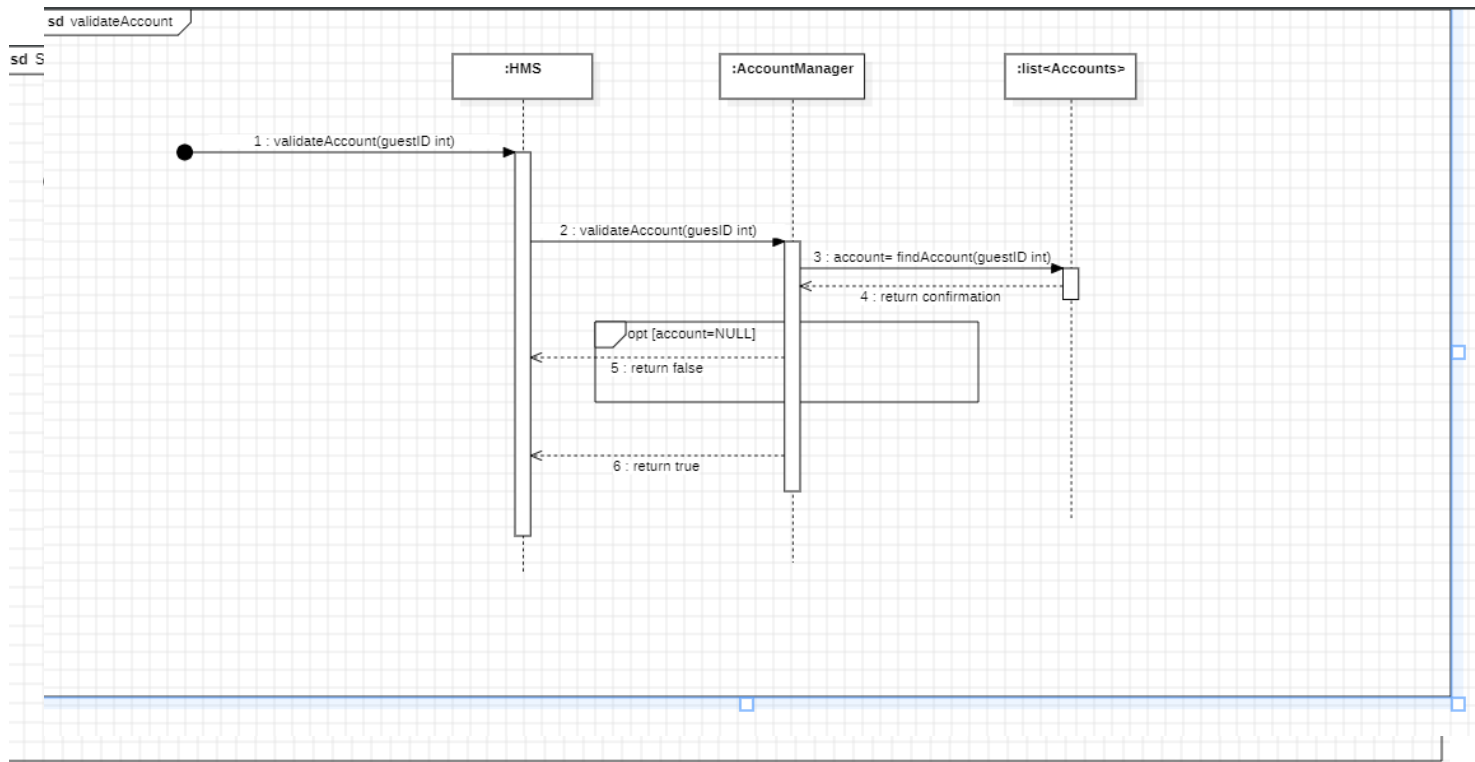 sd validateAccount
sd S
:HMS
:AccountManager
:list<Accounts>
1 : validateAccount(guestID int)
2 : validateAccount(guesID int)
3 : account= findAccount(guestID int)
4 : return confirmation
opt [account=NULL]
5 : return false
6 : return true